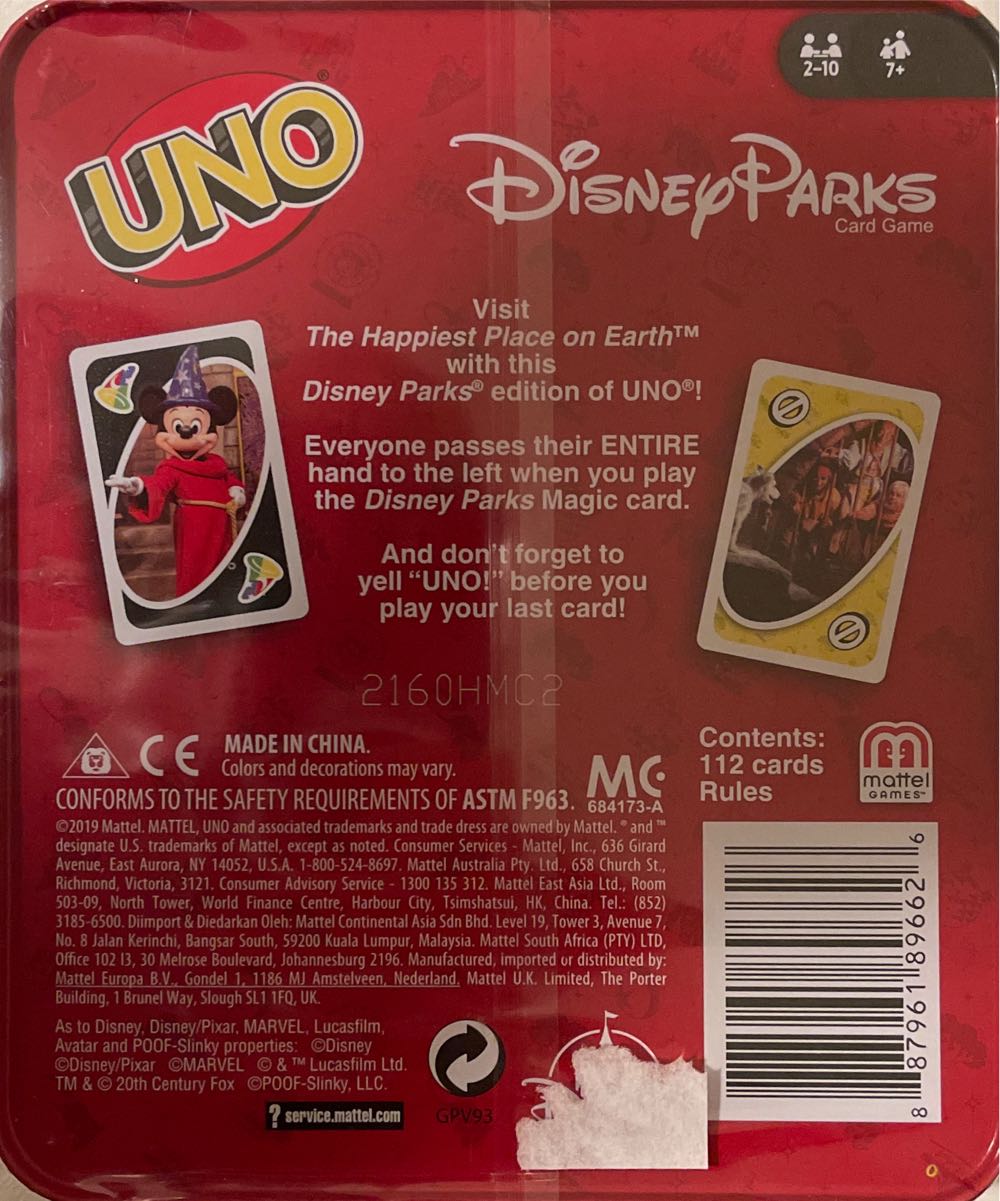 2-10
7+
UNO®
Disney Parks
Card Game
Visit
The Happiest Place on Earth™
with this
Disney Parks® edition of UNO®!
Everyone passes their ENTIRE
hand to the left when you play
the Disney Parks Magic card.
And don't forget to
yell “UNO!” before you
play your last card!
2160HMC2
CE
MADE IN CHINA.
Colors and decorations may vary.
CONFORMS TO THE SAFETY REQUIREMENTS OF ASTM F963.
MC
684173-A
Contents:
112 cards
Rules
mattel
GAMES™
©2019 Mattel. MATTEL, UNO and associated trademarks and trade dress are owned by Mattel. ® and ™
designate U.S. trademarks of Mattel, except as noted. Consumer Services - Mattel, Inc., 636 Girard
Avenue, East Aurora, NY 14052, U.S.A. 1-800-524-8697. Mattel Australia Pty. Ltd., 658 Church St.,
Richmond, Victoria, 3121. Consumer Advisory Service - 1300 135 312. Mattel East Asia Ltd., Room
503-09, North Tower, World Finance Centre, Harbour City, Tsimshatsui, HK, China. Tel.: (852)
3185-6500. Diimport & Diedarkan Oleh: Mattel Continental Asia Sdn Bhd. Level 19, Tower 3, Avenue 7,
No. 8 Jalan Kerinchi, Bangsar South, 59200 Kuala Lumpur, Malaysia. Mattel South Africa (PTY) LTD,
Office 102 I3, 30 Melrose Boulevard, Johannesburg 2196. Manufactured, imported or distributed by:
Mattel Europa B.V., Gondel 1, 1186 MJ Amstelveen, Nederland. Mattel U.K. Limited, The Porter
Building, 1 Brunel Way, Slough SL1 1FQ, UK.
As to Disney, Disney/Pixar, MARVEL, Lucasfilm,
Avatar and POOF-Slinky properties: ©Disney
©Disney/Pixar ©MARVEL © & ™ Lucasfilm Ltd.
TM & © 20th Century Fox ©POOF-Slinky, LLC.
? service.mattel.com
GPV93
8 87961 89662 6